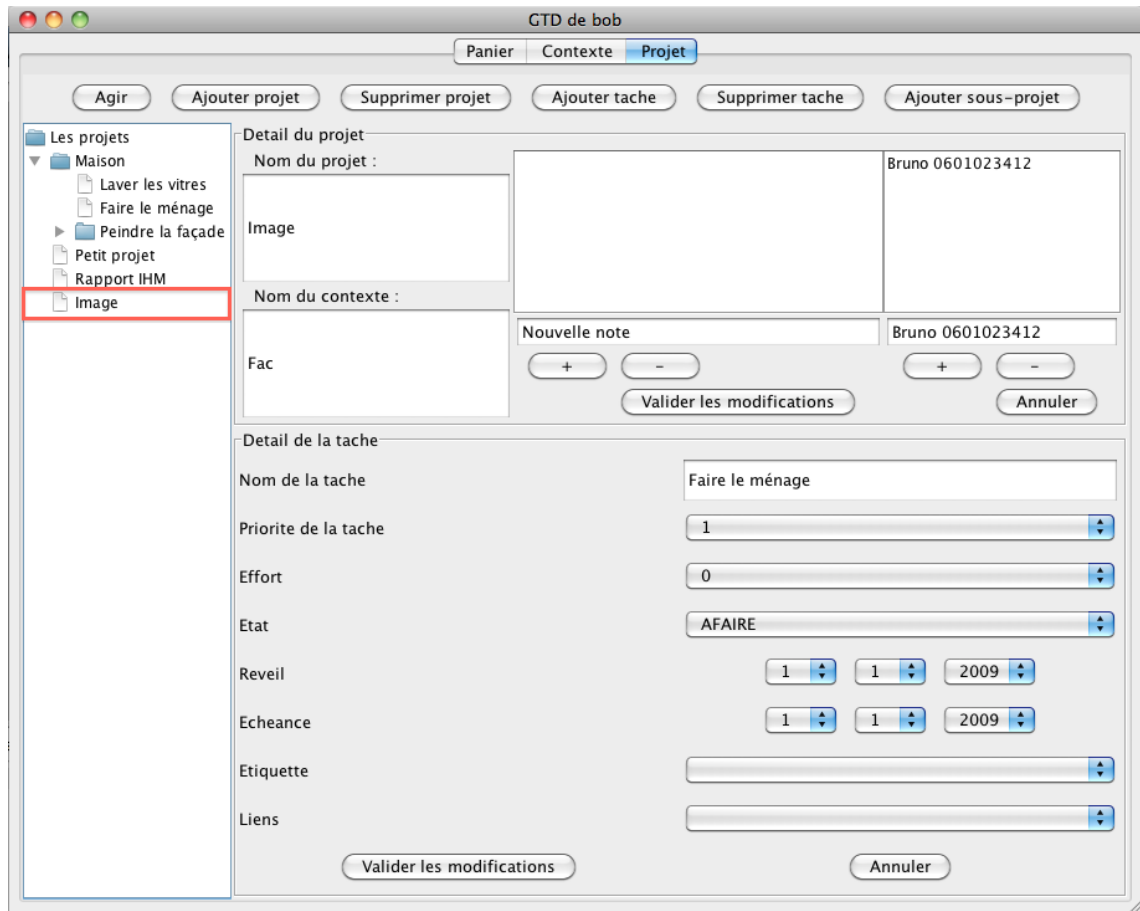 GTD de bob
Panier Contexte Projet
Agir Ajouter projet Supprimer projet Ajouter tache Supprimer tache Ajouter sous-projet
Les projets
Maison
Laver les vitres
Faire le ménage
Peindre la façade
Petit projet
Rapport IHM
Image
Detail du projet
Nom du projet :
Image
Nom du contexte :
Fac
Bruno 0601023412
Nouvelle note
+ -
Bruno 0601023412
+ -
Valider les modifications Annuler
Detail de la tache
Nom de la tache Faire le ménage
Priorite de la tache 1
Effort 0
Etat AFAIRE
Reveil 1 1 2009
Echeance 1 1 2009
Etiquette
Liens
Valider les modifications Annuler